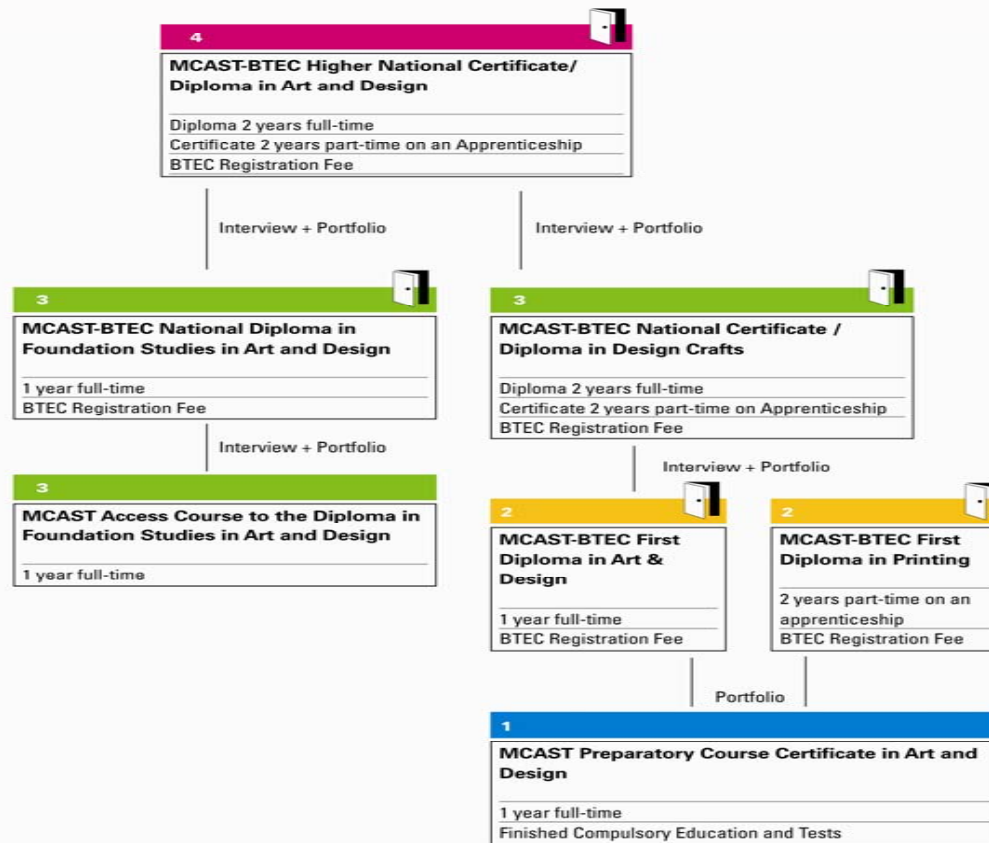 4
MCAST-BTEC Higher National Certificate/
Diploma in Art and Design
Diploma 2 years full-time
Certificate 2 years part-time on an Apprenticeship
BTEC Registration Fee
Interview + Portfolio
Interview + Portfolio
3
MCAST-BTEC National Diploma in
Foundation Studies in Art and Design
1 year full-time
BTEC Registration Fee
Interview + Portfolio
3
MCAST Access Course to the Diploma in
Foundation Studies in Art and Design
1 year full-time
3
MCAST-BTEC National Certificate /
Diploma in Design Crafts
Diploma 2 years full-time
Certificate 2 years part-time on Apprenticeship
BTEC Registration Fee
Interview + Portfolio
2
MCAST-BTEC First
Diploma in Art &
Design
1 year full-time
BTEC Registration Fee
2
MCAST-BTEC First
Diploma in Printing
2 years part-time on an
apprenticeship
BTEC Registration Fee
Portfolio
1
MCAST Preparatory Course Certificate in Art and
Design
1 year full-time
Finished Compulsory Education and Tests